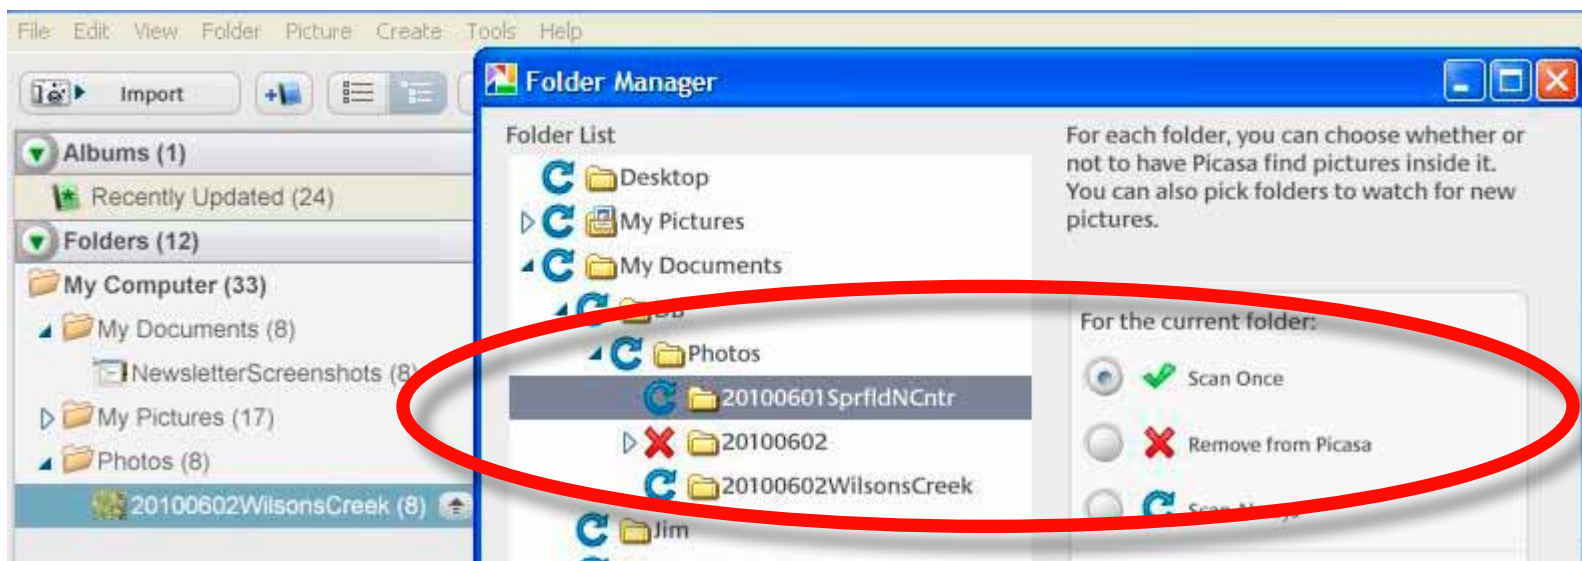 File Edit View Folder Picture Create Tools Help
Import
Albums (1)
Recently Updated (24)
Folders (12)
My Computer (33)
My Documents (8)
NewsletterScreenshots (8)
My Pictures (17)
Photos (8)
20100602WilsonsCreek (8)
Folder Manager
Folder List
Desktop
My Pictures
My Documents
Photos
20100601SprfldNCntr
20100602
20100602WilsonsCreek
Jim
For each folder, you can choose whether or
not to have Picasa find pictures inside it.
You can also pick folders to watch for new
pictures.
For the current folder:
Scan Once
Remove from Picasa
Scan